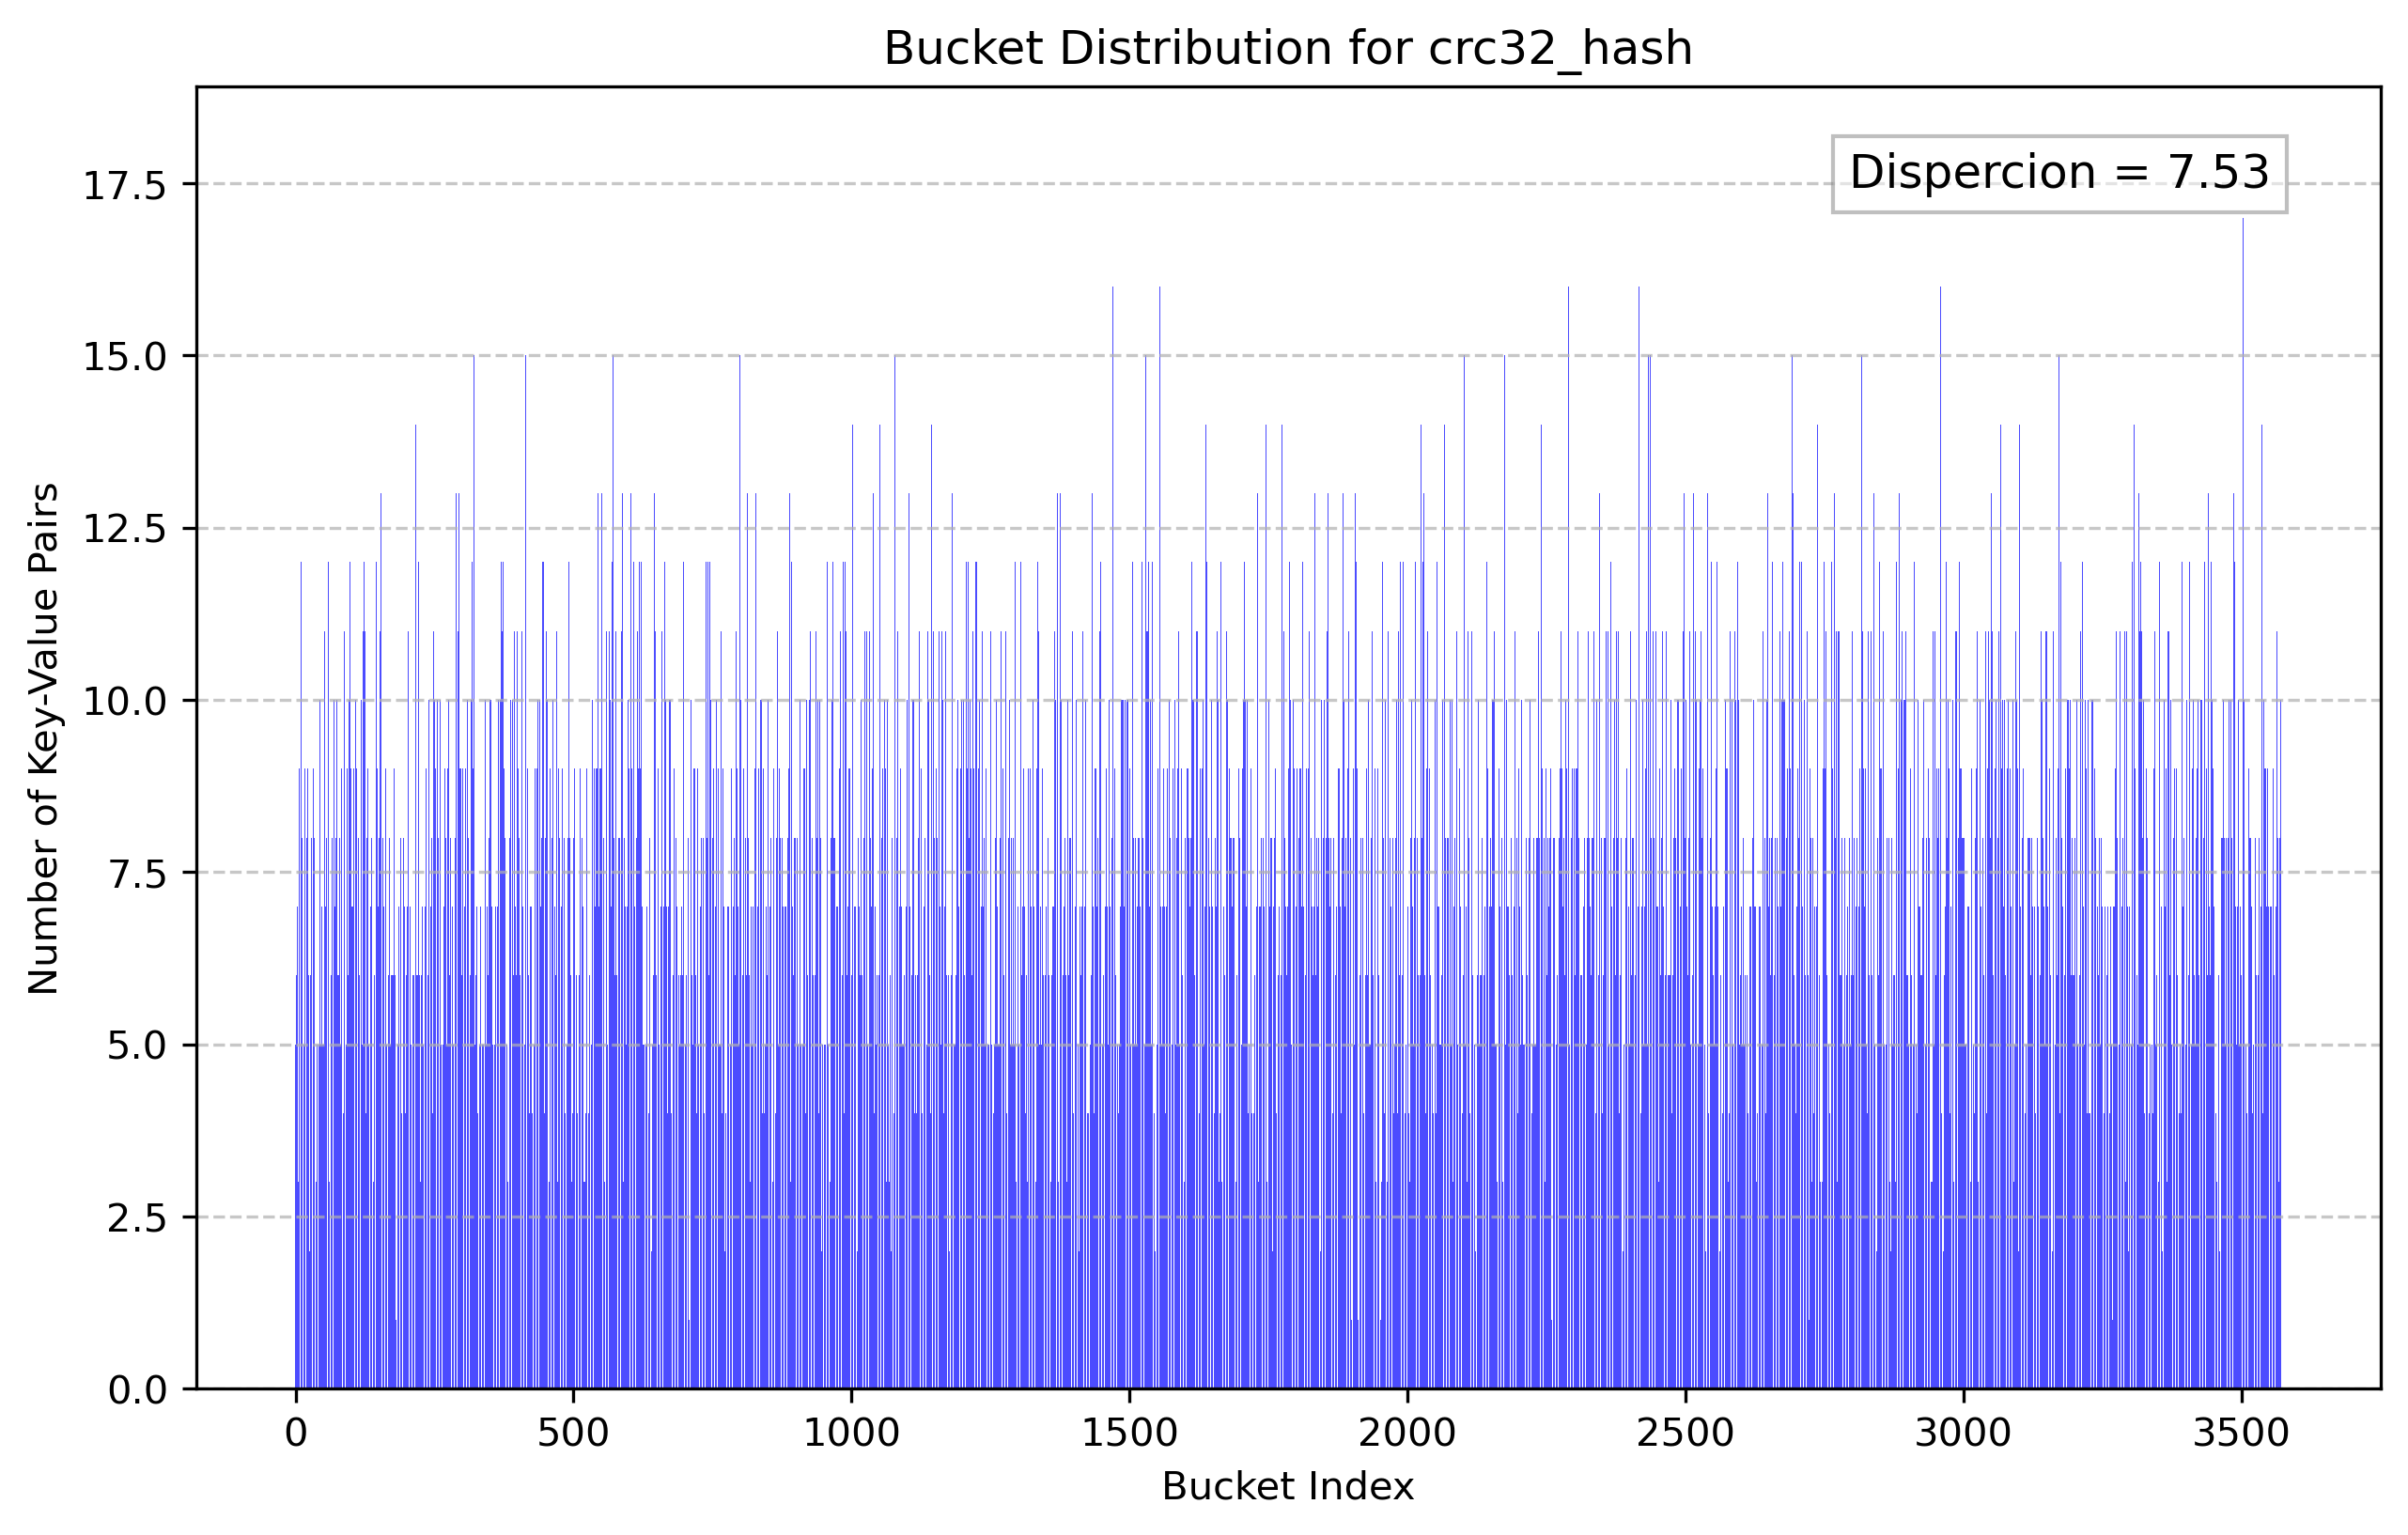 Bucket Distribution for crc32_hash
Dispercion = 7.53
Number of Key-Value Pairs
17.5
15.0
12.5
10.0
7.5
5.0
2.5
0.0
0 500 1000 1500 2000 2500 3000 3500
Bucket Index